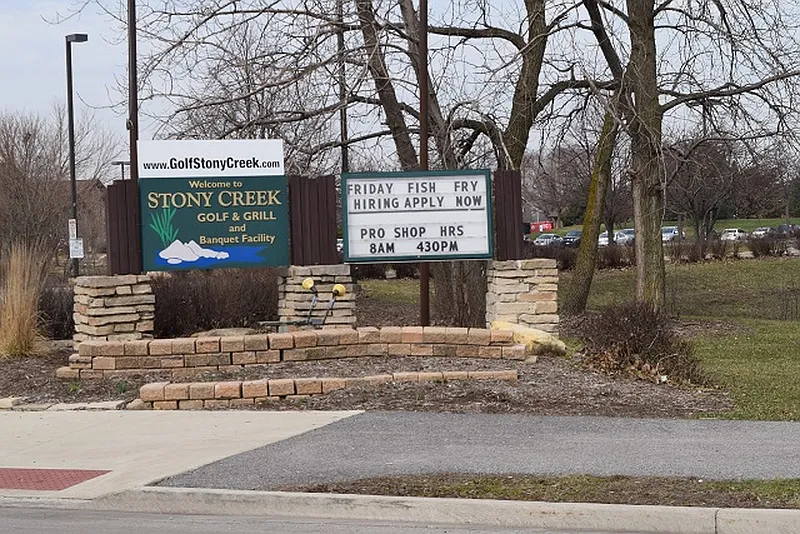 www.GolfStonyCreek.com
Welcome to
STONY CREEK
GOLF & GRILL
and
Banquet Facility
FRIDAY FISH FRY
HIRING APPLY NOW
PRO SHOP HRS
8AM 430PM